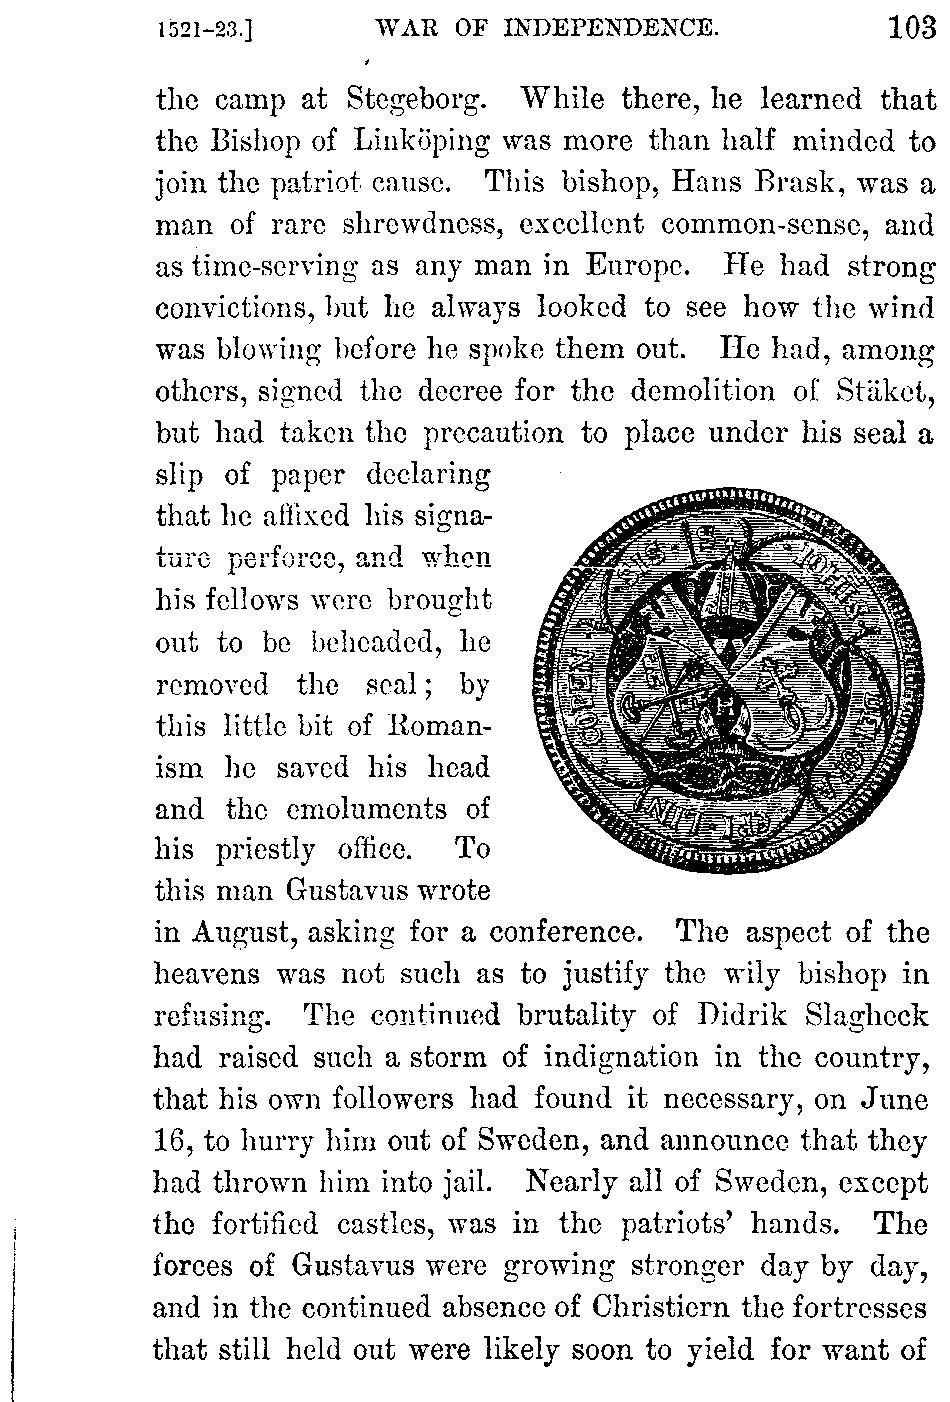 1521–23.] WAR OF INDEPENDENCE. 103
the camp at Stegeborg. While there, he learned that
the Bishop of Linköping was more than half minded to
join the patriot cause. This bishop, Hans Brask, was a
man of rare shrewdness, excellent common-sense, and
as time-serving as any man in Europe. He had strong
convictions, but he always looked to see how the wind
was blowing before he spoke them out. He had, among
others, signed the decree for the demolition of Stäket,
but had taken the precaution to place under his seal a
slip of paper declaring
that he affixed his signa-
ture perforce, and when
his fellows were brought
out to be beheaded, he
removed the seal; by
this little bit of Roman-
ism he saved his head
and the emoluments of
his priestly office. To
this man Gustavus wrote
in August, asking for a conference. The aspect of the
heavens was not such as to justify the wily bishop in
refusing. The continued brutality of Didrik Slagheck
had raised such a storm of indignation in the country,
that his own followers had found it necessary, on June
16, to hurry him out of Sweden, and announce that they
had thrown him into jail. Nearly all of Sweden, except
the fortified castles, was in the patriots' hands. The
forces of Gustavus were growing stronger day by day,
and in the continued absence of Christiern the fortresses
that still held out were likely soon to yield for want of